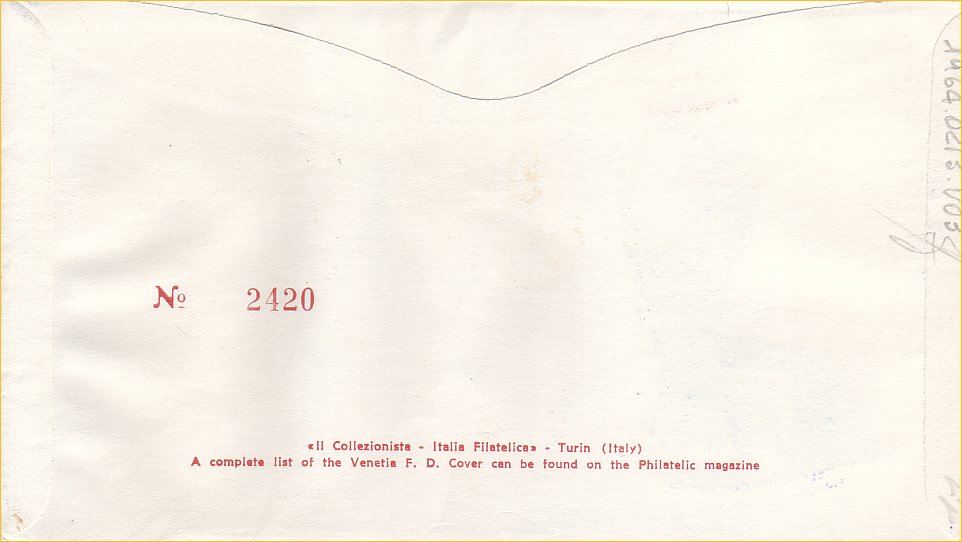 Nº 2420
«Il Collezionista - Italia Filatelica» - Turin (Italy)
A complete list of the Venetia F. D. Cover can be found on the Philatelic magazine